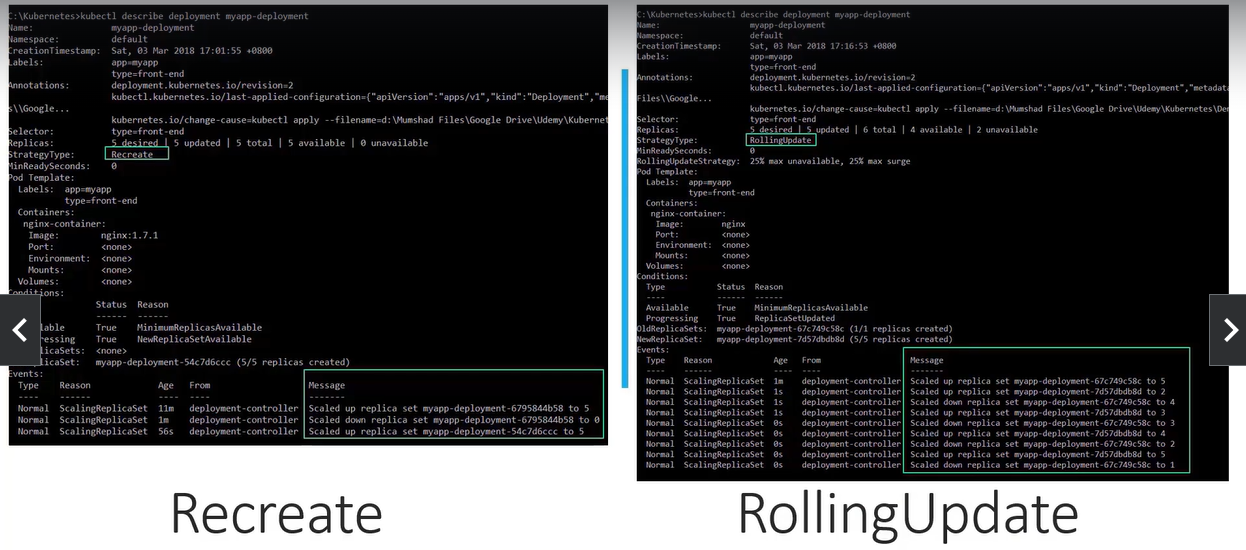 C:\Kubernetes>kubectl describe deployment myapp-deployment
Name: myapp-deployment
Namespace: default
CreationTimestamp: Sat, 03 Mar 2018 17:01:55 +0800
Labels: app=myapp
type=front-end
Annotations: deployment.kubernetes.io/revision=2
kubectl.kubernetes.io/last-applied-configuration={"apiVersion":"apps/v1","kind":"Deployment","me
s\\Google...
kubernetes.io/change-cause=kubectl apply --filename=d:\Mumshad Files\Google Drive\Udemy\Kubernet
Selector: type=front-end
Replicas: 5 desired | 5 updated | 5 total | 5 available | 0 unavailable
StrategyType: Recreate
MinReadySeconds: 0
Pod Template:
Labels: app=myapp
type=front-end
Containers:
nginx-container:
Image: nginx:1.7.1
Port: <none>
Environment: <none>
Mounts: <none>
Volumes: <none>
Conditions:
Status Reason
------ ------
lable True MinimumReplicasAvailable
ressing True NewReplicaSetAvailable
licaSets: <none>
licaSet: myapp-deployment-54c7d6ccc (5/5 replicas created)
Events:
Type Reason Age From Message
---- ------ ---- ---- -------
Normal ScalingReplicaSet 11m deployment-controller Scaled up replica set myapp-deployment-6795844b58 to 5
Normal ScalingReplicaSet 1m deployment-controller Scaled down replica set myapp-deployment-6795844b58 to 0
Normal ScalingReplicaSet 56s deployment-controller Scaled up replica set myapp-deployment-54c7d6ccc to 5
Recreate
C:\Kubernetes>kubectl describe deployment myapp-deployment
Name: myapp-deployment
Namespace: default
CreationTimestamp: Sat, 03 Mar 2018 17:16:53 +0800
Labels: app=myapp
type=front-end
Annotations: deployment.kubernetes.io/revision=2
kubectl.kubernetes.io/last-applied-configuration={"apiVersion":"apps/v1","kind":"Deployment","metadata
Files\\Google...
kubernetes.io/change-cause=kubectl apply --filename=d:\Mumshad Files\Google Drive\Udemy\Kubernetes\De
Selector: type=front-end
Replicas: 5 desired | 5 updated | 6 total | 4 available | 2 unavailable
StrategyType: RollingUpdate
MinReadySeconds: 0
RollingUpdateStrategy: 25% max unavailable, 25% max surge
Pod Template:
Labels: app=myapp
type=front-end
Containers:
nginx-container:
Image: nginx
Port: <none>
Environment: <none>
Mounts: <none>
Volumes: <none>
Conditions:
Type Status Reason
---- ------ ------
Available True MinimumReplicasAvailable
Progressing True ReplicaSetUpdated
OldReplicaSets: myapp-deployment-67c749c58c (1/1 replicas created)
NewReplicaSet: myapp-deployment-7d57dbdb8d (5/5 replicas created)
Events:
Type Reason Age From Message
---- ------ ---- ---- -------
Normal ScalingReplicaSet 1m deployment-controller Scaled up replica set myapp-deployment-67c749c58c to 5
Normal ScalingReplicaSet 1s deployment-controller Scaled up replica set myapp-deployment-7d57dbdb8d to 2
Normal ScalingReplicaSet 1s deployment-controller Scaled down replica set myapp-deployment-67c749c58c to 4
Normal ScalingReplicaSet 1s deployment-controller Scaled up replica set myapp-deployment-7d57dbdb8d to 3
Normal ScalingReplicaSet 0s deployment-controller Scaled down replica set myapp-deployment-67c749c58c to 3
Normal ScalingReplicaSet 0s deployment-controller Scaled up replica set myapp-deployment-7d57dbdb8d to 4
Normal ScalingReplicaSet 0s deployment-controller Scaled down replica set myapp-deployment-67c749c58c to 2
Normal ScalingReplicaSet 0s deployment-controller Scaled up replica set myapp-deployment-7d57dbdb8d to 5
Normal ScalingReplicaSet 0s deployment-controller Scaled down replica set myapp-deployment-67c749c58c to 1
RollingUpdate